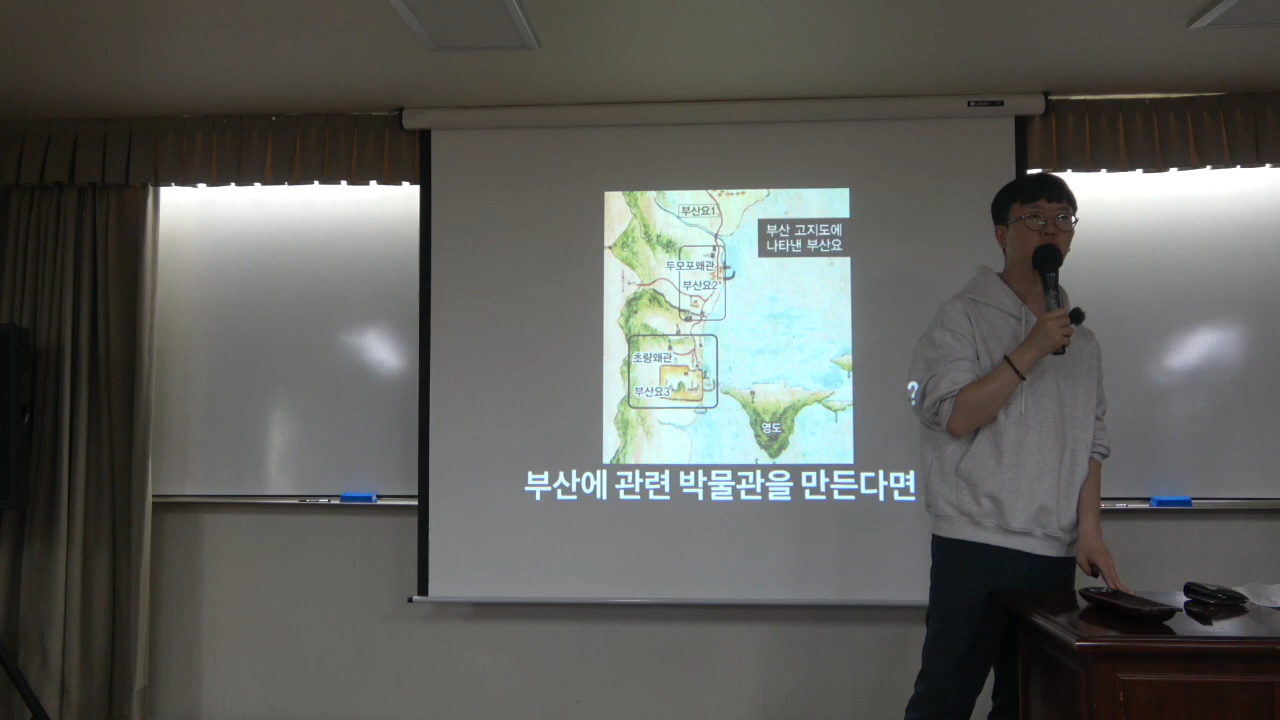 부산요1
부산 고지도에
나타낸 부산요
두모포왜관
부산요2
초량왜관
부산요3
영도
부산에 관련 박물관을 만든다면
?